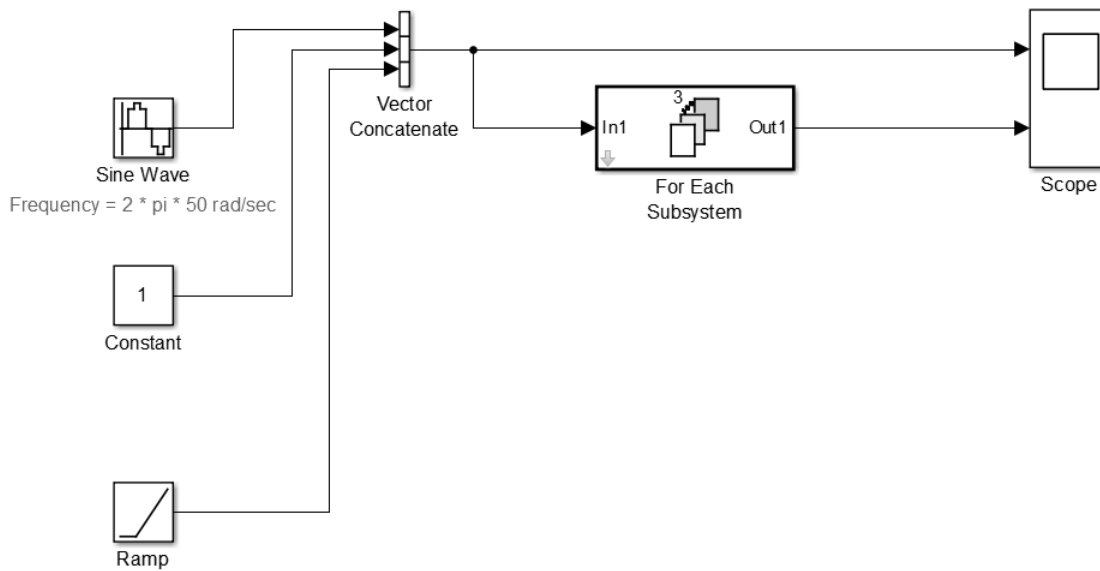 Vector
Concatenate
3
In1
Out1
For Each
Subsystem
Scope
Sine Wave
Frequency = 2 * pi * 50 rad/sec
1
Constant
Ramp